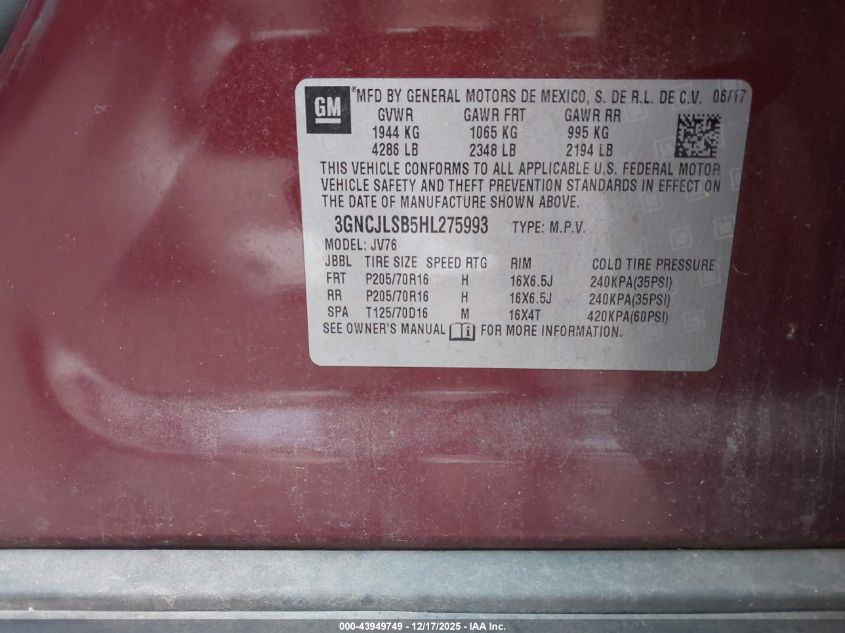 GM
*MFD BY GENERAL MOTORS DE MEXICO, S. DE R.L. DE C.V. 06/17
GVWR GAWR FRT GAWR RR
1944 KG 1065 KG 995 KG
4286 LB 2348 LB 2194 LB
THIS VEHICLE CONFORMS TO ALL APPLICABLE U.S. FEDERAL MOTOR
VEHICLE SAFETY AND THEFT PREVENTION STANDARDS IN EFFECT ON
THE DATE OF MANUFACTURE SHOWN ABOVE.
3GNCJLSB5HL275993 TYPE: M.P.V.
MODEL: JV76
JBBL TIRE SIZE SPEED RTG RIM COLD TIRE PRESSURE
FRT P205/70R16 H 16X6.5J 240KPA(35PSI)
RR P205/70R16 H 16X6.5J 240KPA(35PSI)
SPA T125/70D16 M 16X4T 420KPA(60PSI)
SEE OWNER'S MANUAL i FOR MORE INFORMATION.
000-43949749 - 12/17/2025 - IAA Inc.